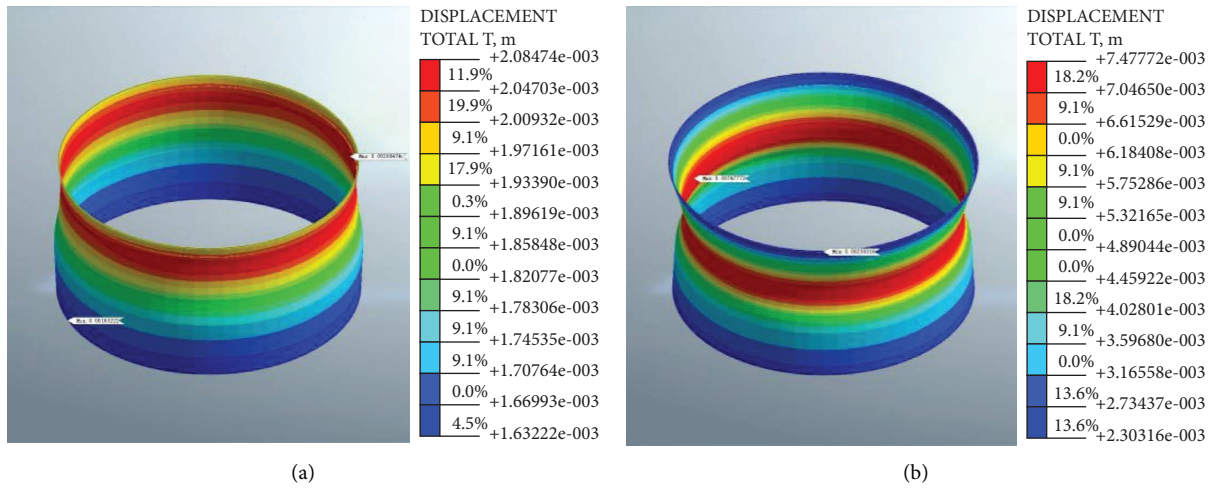 DISPLACEMENT
TOTAL T, m
+2.08474e-003
11.9%
+2.04703e-003
19.9%
+2.00932e-003
9.1%
+1.97161e-003
17.9%
+1.93390e-003
0.3%
+1.89619e-003
9.1%
+1.85848e-003
0.0%
+1.82077e-003
9.1%
+1.78306e-003
9.1%
+1.74535e-003
9.1%
+1.70764e-003
0.0%
+1.66993e-003
4.5%
+1.63222e-003
Min 0.00163222
(a)
DISPLACEMENT
TOTAL T, m
+7.47772e-003
18.2%
+7.04650e-003
9.1%
+6.61529e-003
0.0%
+6.18408e-003
9.1%
+5.75286e-003
9.1%
+5.32165e-003
0.0%
+4.89044e-003
0.0%
+4.45922e-003
18.2%
+4.02801e-003
9.1%
+3.59680e-003
0.0%
+3.16558e-003
13.6%
+2.73437e-003
13.6%
+2.30316e-003
(b)